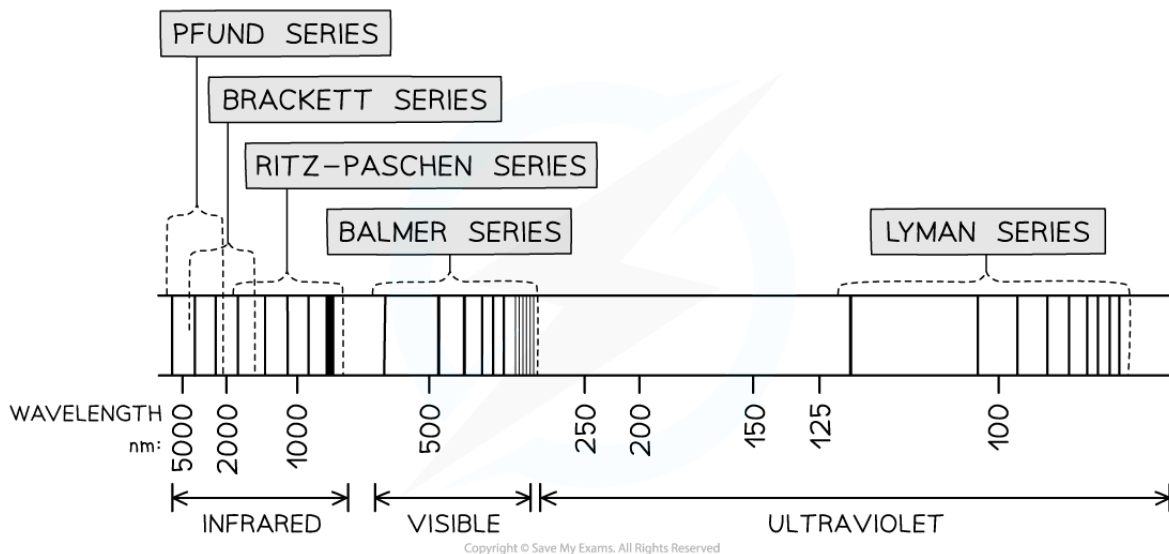 PFUND SERIES
BRACKETT SERIES
RITZ-PASCHEN SERIES
BALMER SERIES
LYMAN SERIES
WAVELENGTH
nm:
5000
2000
1000
500
250
200
150
125
100
INFRARED
VISIBLE
ULTRAVIOLET
Copyright © Save My Exams. All Rights Reserved